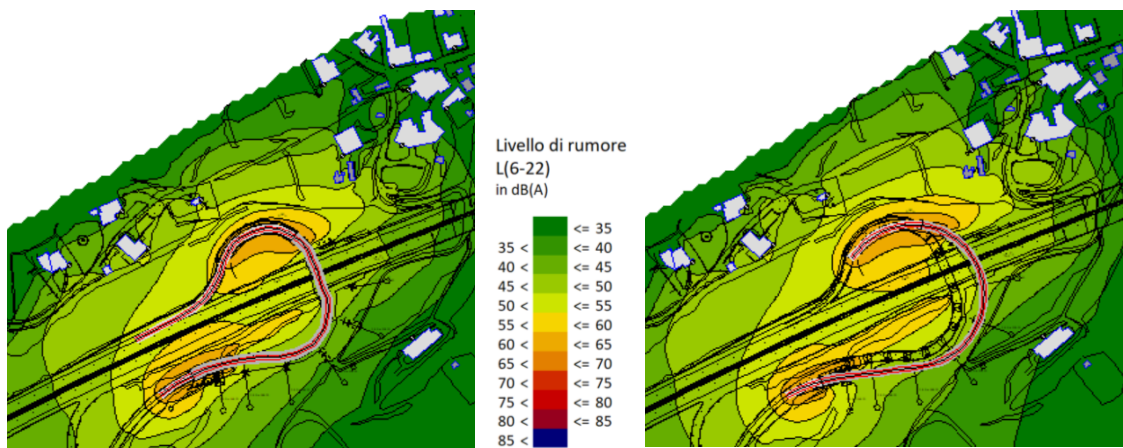 Livello di rumore
L(6-22)
in dB(A)
<= 35
35 < <= 40
40 < <= 45
45 < <= 50
50 < <= 55
55 < <= 60
60 < <= 65
65 < <= 70
70 < <= 75
75 < <= 80
80 < <= 85
85 <